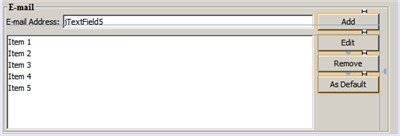 E-mail
E-mail Address: jTextField5 Add
Item 1
Item 2
Item 3
Item 4
Item 5
Edit
Remove
As Default